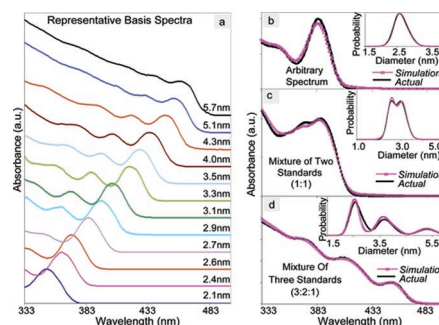 Representative Basis Spectra
a
Absorbance (a.u.)
5.7nm
5.1nm
4.3nm
4.0nm
3.5nm
3.3nm
3.1nm
2.9nm
2.7nm
2.6nm
2.4nm
2.1nm
333
383
433
483
Wavelength (nm)
b
Absorbance (a.u.)
Arbitrary
Spectrum
Probability
1.5
2.5
3.5
Diameter (nm)
Simulation
Actual
c
Mixture of Two
Standards
(1:1)
Probability
1.0
3.0
5.0
Diameter (nm)
Simulation
Actual
d
Mixture Of
Three Standards
(3:2:1)
Probability
1.5
3.5
5.5
Diameter (nm)
Simulation
Actual
333
383
433
483
Wavelength (nm)